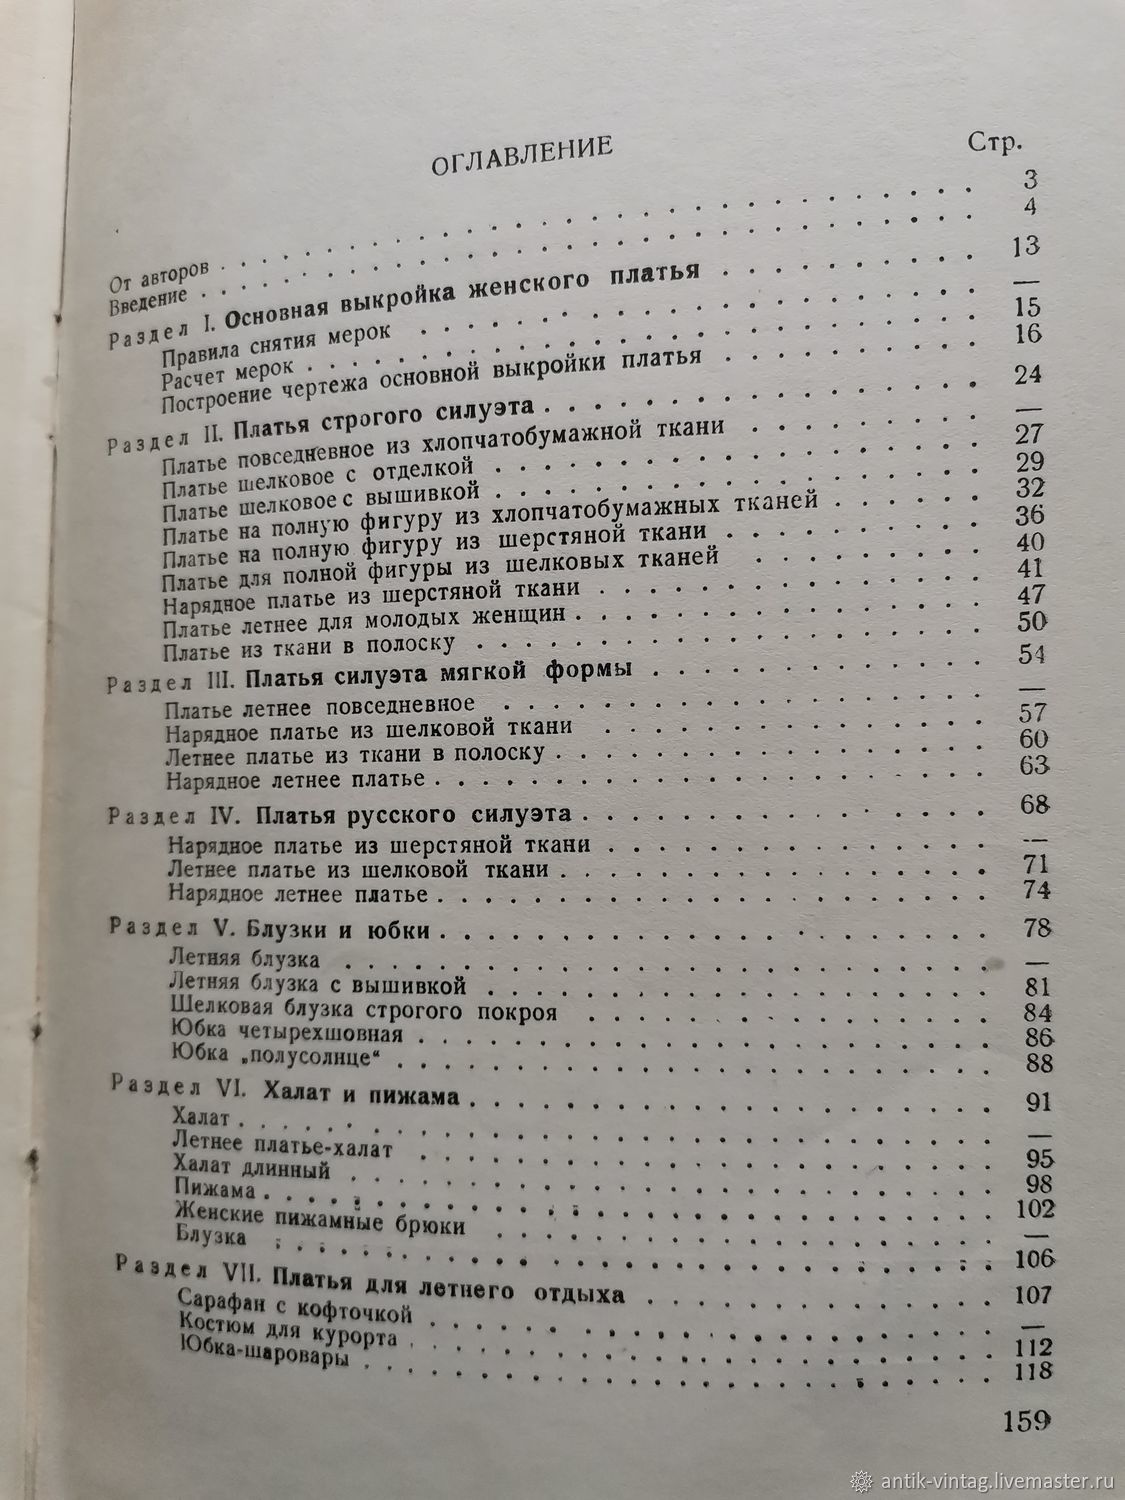 ОГЛАВЛЕНИЕ
Стр.
От авторов . . . 3
Введение . . . 4
Раздел I. Основная выкройка женского платья . . . 13
Правила снятия мерок . . . —
Расчет мерок . . . 15
Построение чертежа основной выкройки платья . . . 16
Раздел II. Платья строгого силуэта . . . 24
Платье повседневное из хлопчатобумажной ткани . . . —
Платье шелковое с отделкой . . . 27
Платье шелковое с вышивкой . . . 29
Платье на полную фигуру из хлопчатобумажных тканей . . . 32
Платье на полную фигуру из шерстяной ткани . . . 36
Платье для полной фигуры из шелковых тканей . . . 40
Нарядное платье из шерстяной ткани . . . 41
Платье летнее для молодых женщин . . . 47
Платье из ткани в полоску . . . 50
Раздел III. Платья силуэта мягкой формы . . . 54
Платье летнее повседневное . . . —
Нарядное платье из шелковой ткани . . . 57
Летнее платье из ткани в полоску . . . 60
Нарядное летнее платье . . . 63
Раздел IV. Платья русского силуэта . . . 68
Нарядное платье из шерстяной ткани . . . —
Летнее платье из шелковой ткани . . . 71
Нарядное летнее платье . . . 74
Раздел V. Блузки и юбки . . . 78
Летняя блузка . . . —
Летняя блузка с вышивкой . . . 81
Шелковая блузка строгого покроя . . . 84
Юбка четырехшовная . . . 86
Юбка „полусолнце“ . . . 88
Раздел VI. Халат и пижама . . . 91
Халат . . . —
Летнее платье-халат . . . 95
Халат длинный . . . 98
Пижама . . . 102
Женские пижамные брюки . . . —
Блузка . . . 106
Раздел VII. Платья для летнего отдыха . . . 107
Сарафан с кофточкой . . . —
Костюм для курорта . . . 112
Юбка-шаровары . . . 118
159
antik-vintag.livemaster.ru